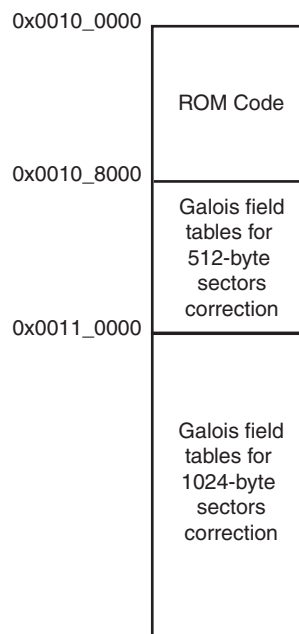 0x0010_0000
ROM Code
0x0010_8000
Galois field
tables for
512-byte
sectors
correction
0x0011_0000
Galois field
tables for
1024-byte
sectors
correction